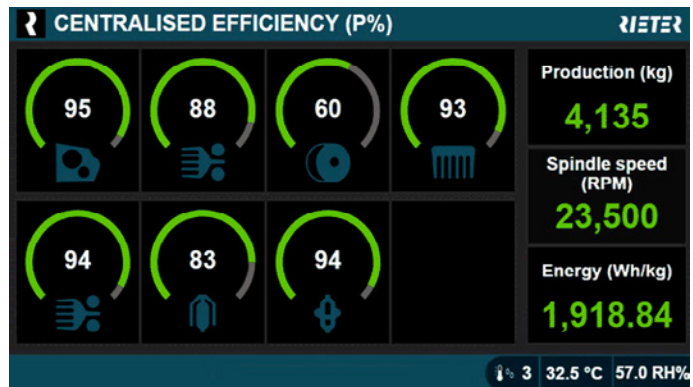 CENTRALISED EFFICIENCY (P%)
RIETER
95
88
60
93
94
83
94
Production (kg)
4,135
Spindle speed
(RPM)
23,500
Energy (Wh/kg)
1,918.84
3 32.5 °C 57.0 RH%